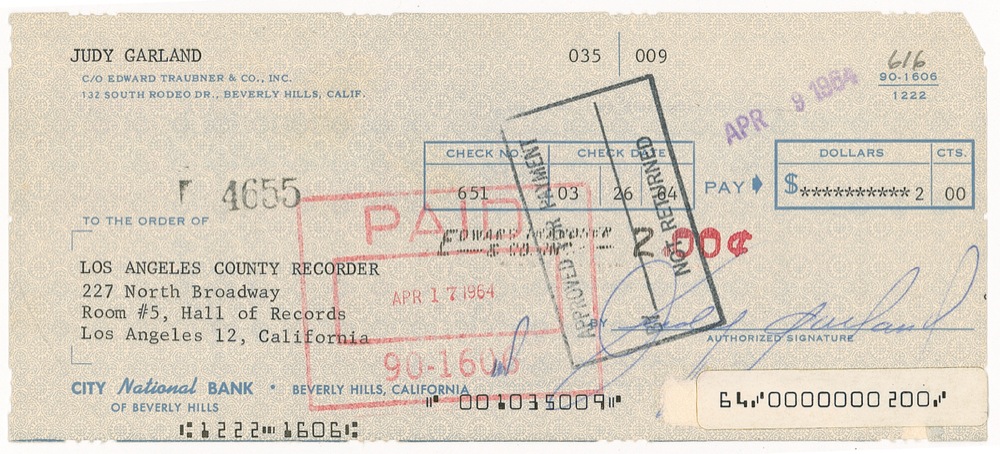 JUDY GARLAND
C/O EDWARD TRAUBNER & CO., INC.
132 SOUTH RODEO DR., BEVERLY HILLS, CALIF.
035 009
616
90-1606
1222
APR 9 1964
CHECK NO. CHECK DATE
651 03 26 64
PAY
DOLLARS CTS.
$********** 2 00
4655
TO THE ORDER OF
PAID
APR 17 1964
90-1606
APPROVED FOR PAYMENT
BY
NOT RETURNED
00¢
LOS ANGELES COUNTY RECORDER
227 North Broadway
Room #5, Hall of Records
Los Angeles 12, California
BY Judy Garland
AUTHORIZED SIGNATURE
CITY National BANK • BEVERLY HILLS, CALIFORNIA
OF BEVERLY HILLS
⑈001035009⑈
64⑇0000000200⑇
⑆1222⑉1606⑆